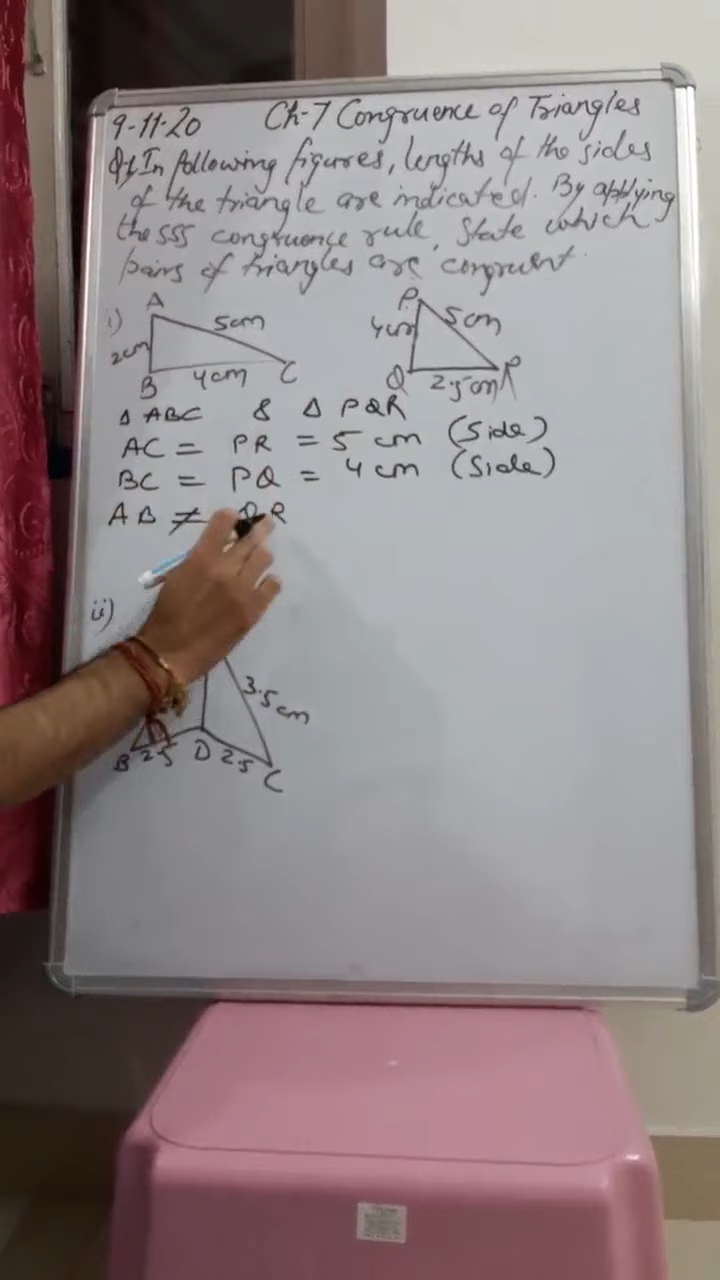 9-11-20 Ch-7 Congruence of Triangles
Q1 In following figures, lengths of the sides
of the triangle are indicated. By applying
the SSS congruence rule, State which
pairs of triangles are congruent.
i) A 5cm 2cm B 4cm C
P 4cm 5cm Q 2.5cm R
Δ ABC & Δ PQR
AC = PR = 5 cm (Side)
BC = PQ = 4 cm (Side)
AB ≠ QR
ii)
3.5cm
B 2.5 D 2.5 C